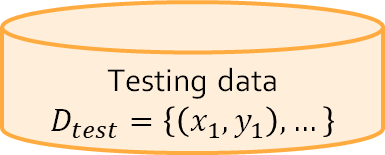 Testing data
D_{test} = {(x_1, y_1), … }